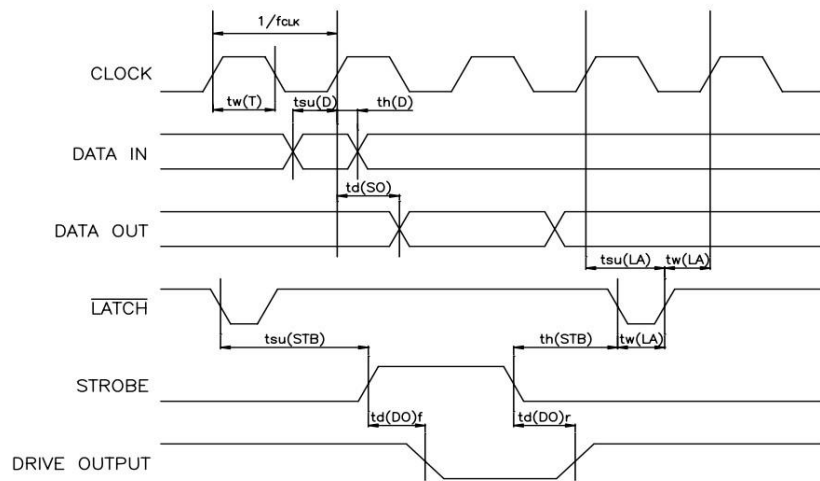 1/fCLK
CLOCK
tw(T)
tsu(D)
th(D)
DATA IN
td(SO)
DATA OUT
tsu(LA)
tw(LA)
LATCH
tsu(STB)
th(STB)
tw(LA)
STROBE
td(DO)f
td(DO)r
DRIVE OUTPUT